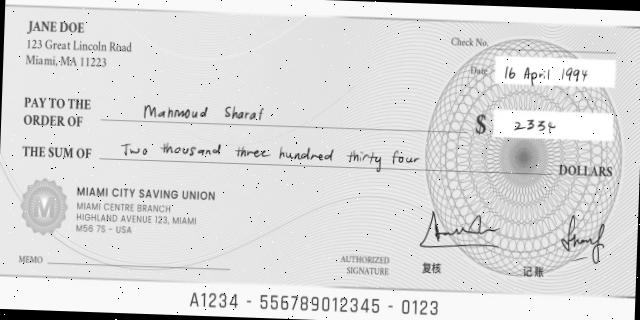 JANE DOE
123 Great Lincoln Road
Miami, MA 11223
Check No.
Date 16 April 1994
PAY TO THE
ORDER OF Mahmoud Sharaf
$ 2334
THE SUM OF Two thousand three hundred thirty four
DOLLARS
M
MIAMI CITY SAVING UNION
MIAMI CENTRE BRANCH
HIGHLAND AVENUE 123, MIAMI
M56 7S - USA
MEMO
AUTHORIZED
SIGNATURE
复核
记账
A1234 - 556789012345 - 0123